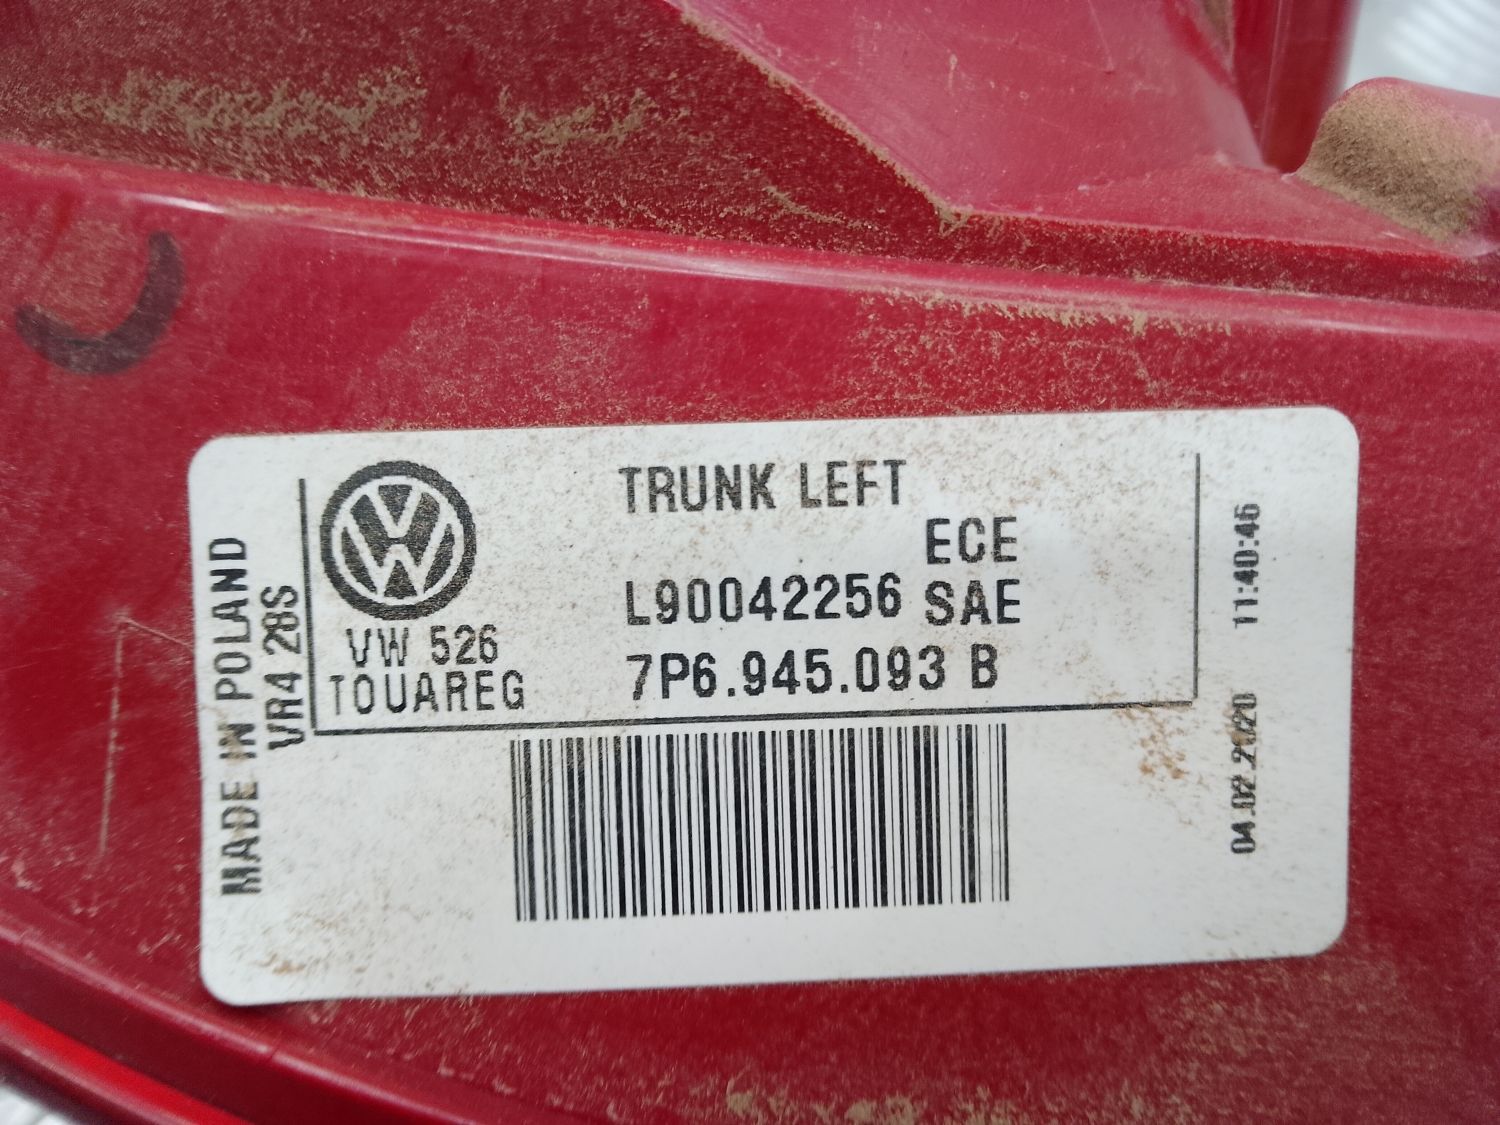 TRUNK LEFT
ECE
L90042256 SAE
VW 526
TOUAREG
7P6.945.093 B
MADE IN POLAND
VR4 28S
11:40:46
04.02.2020